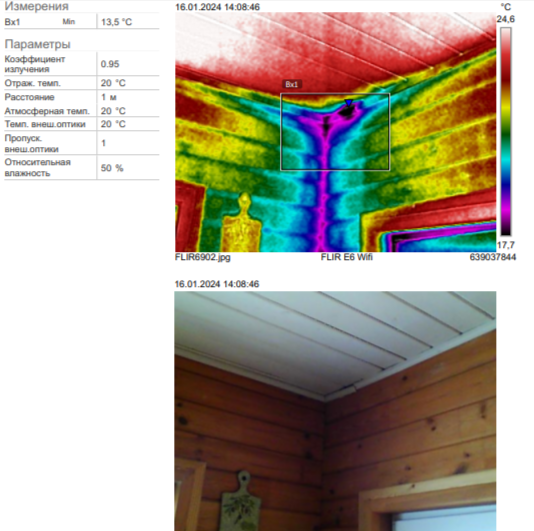 Измерения
Bx1 Min 13,5 °C
Параметры
Коэффициент излучения 0.95
Отраж. темп. 20 °C
Расстояние 1 м
Атмосферная темп. 20 °C
Темп. внеш.оптики 20 °C
Пропуск. внеш.оптики 1
Относительная влажность 50 %
16.01.2024 14:08:46
°C
24,6
Bx1
17,7
FLIR6902.jpg FLIR E6 Wifi 639037844
16.01.2024 14:08:46